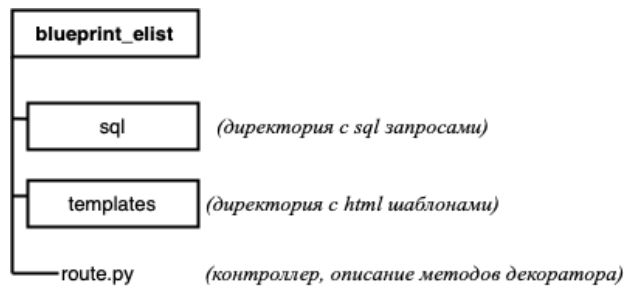 blueprint_elist
sql (директория с sql запросами)
templates (директория с html шаблонами)
route.py (контроллер, описание методов декоратора)